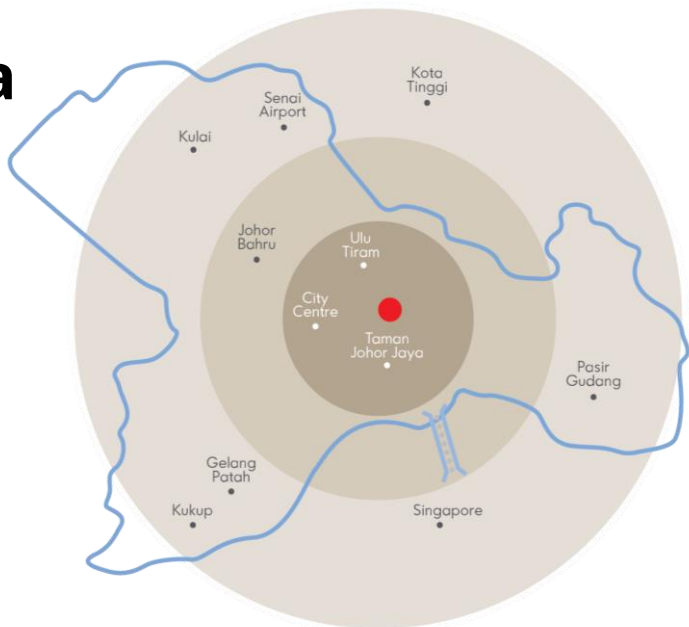 a
Kota
Tinggi
Senai
Airport
Kulai
Johor
Bahru
Ulu
Tiram
City
Centre
Taman
Johor Jaya
Pasir
Gudang
Gelang
Patah
Kukup
Singapore